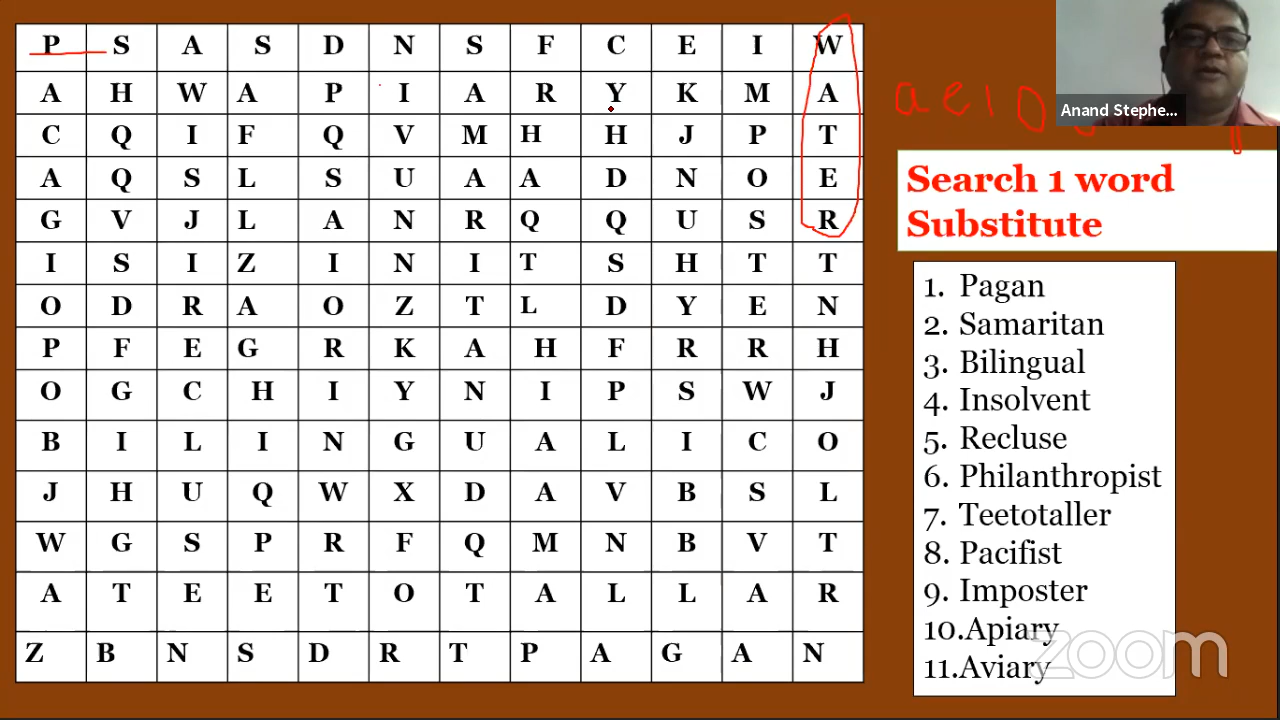 P S A S D N S F C E I W
A H W A P I A R Y K M A
C Q I F Q V M H H J P T
A Q S L S U A A D N O E
G V J L A N R Q Q U S R
I S I Z I N I T S H T T
O D R A O Z T L D Y E N
P F E G R K A H F R R H
O G C H I Y N I P S W J
B I L I N G U A L I C O
J H U Q W X D A V B S L
W G S P R F Q M N B V T
A T E E T O T A L L A R
Z B N S D R T P A G A N
a e i o
Anand Stephe...
Search 1 word
Substitute
1. Pagan
2. Samaritan
3. Bilingual
4. Insolvent
5. Recluse
6. Philanthropist
7. Teetotaller
8. Pacifist
9. Imposter
10.Apiary
11.Aviary
zoom